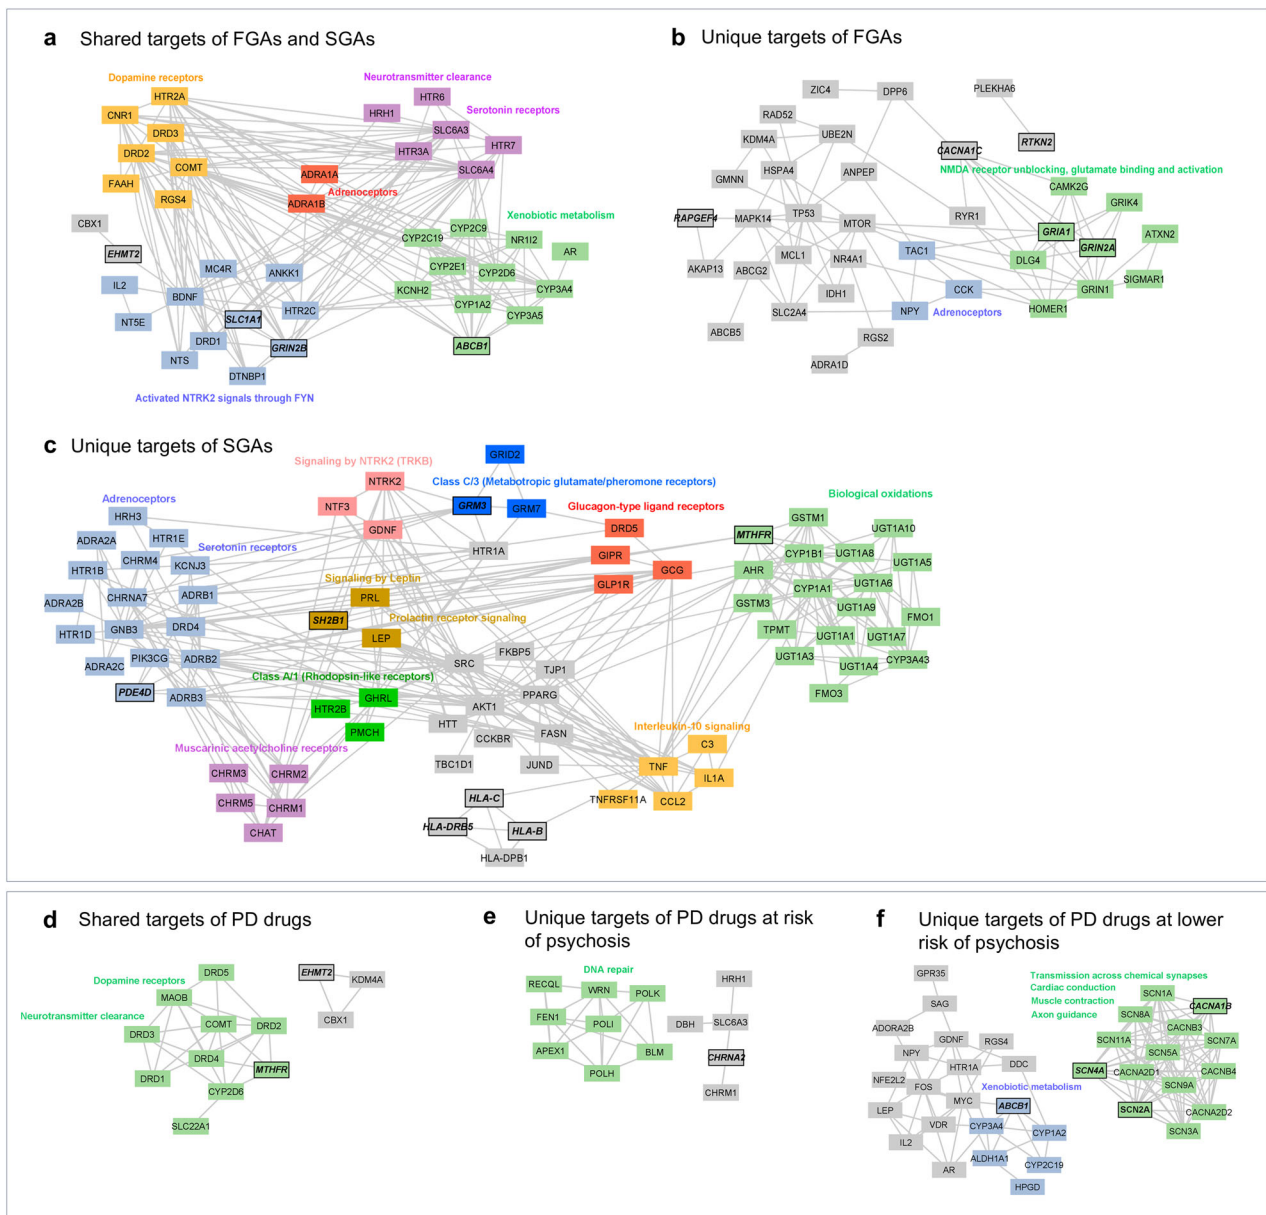 a Shared targets of FGAs and SGAs
Dopamine receptors
Neurotransmitter clearance
HTR2A
HTR6
CNR1
HRH1
Serotonin receptors
DRD3
SLC6A3
DRD2
HTR3A
HTR7
COMT
SLC6A4
FAAH
ADRA1A
RGS4
Adrenoceptors
ADRA1B
CBX1
Xenobiotic metabolism
EHMT2
CYP2C9
CYP2C19
NR1I2
AR
MC4R
ANKK1
CYP2E1
CYP2D6
IL2
BDNF
KCNH2
CYP3A4
CYP1A2
HTR2C
CYP3A5
NT5E
SLC1A1
DRD1
GRIN2B
ABCB1
NTS
DTNBP1
Activated NTRK2 signals through FYN
b Unique targets of FGAs
ZIC4
DPP6
PLEKHA6
RAD52
KDM4A
UBE2N
CACNA1C
RTKN2
HSPA4
ANPEP
NMDA receptor unblocking, glutamate binding and activation
GMNN
CAMK2G
GRIK4
RAPGEF4
MAPK14
TP53
MTOR
RYR1
GRIA1
ATXN2
GRIN2A
MCL1
NR4A1
TAC1
DLG4
AKAP13
ABCG2
SIGMAR1
IDH1
CCK
GRIN1
SLC2A4
NPY
Adrenoceptors
HOMER1
ABCB5
RGS2
ADRA1D
c Unique targets of SGAs
Signaling by NTRK2 (TRKB)
GRID2
NTRK2
Class C/3 (Metabotropic glutamate/pheromone receptors)
Adrenoceptors
NTF3
GRM3
GRM7
Glucagon-type ligand receptors
Biological oxidations
HRH3
GDNF
DRD5
GSTM1
ADRA2A
HTR1E
Serotonin receptors
HTR1A
GIPR
MTHFR
UGT1A10
CHRM4
KCNJ3
CYP1B1
UGT1A8
UGT1A5
HTR1B
Signaling by Leptin
GCG
AHR
GLP1R
CYP1A1
UGT1A6
ADRA2B
CHRNA7
ADRB1
PRL
GSTM3
UGT1A9
FMO1
HTR1D
GNB3
DRD4
SH2B1
Prolactin receptor signaling
TPMT
UGT1A1
UGT1A7
LEP
FKBP5
UGT1A3
CYP3A43
ADRA2C
PIK3CG
ADRB2
SRC
TJP1
UGT1A4
PDE4D
Class A/1 (Rhodopsin-like receptors)
FMO3
ADRB3
GHRL
PPARG
HTR2B
AKT1
HTT
Interleukin-10 signaling
PMCH
CCKBR
FASN
C3
Muscarinic acetylcholine receptors
TBC1D1
JUND
TNF
IL1A
CHRM3
CHRM2
CHRM5
CHRM1
HLA-C
TNFRSF11A
CCL2
CHAT
HLA-DRB5
HLA-B
HLA-DPB1
d Shared targets of PD drugs
Dopamine receptors
DRD5
EHMT2
KDM4A
MAOB
Neurotransmitter clearance
COMT
DRD2
CBX1
DRD3
DRD4
MTHFR
DRD1
CYP2D6
SLC22A1
e Unique targets of PD drugs at risk
of psychosis
DNA repair
RECQL
WRN
POLK
HRH1
FEN1
POLI
DBH
SLC6A3
APEX1
BLM
CHRNA2
POLH
CHRM1
f Unique targets of PD drugs at lower
risk of psychosis
GPR35
Transmission across chemical synapses
Cardiac conduction
Muscle contraction
Axon guidance
SCN1A
CACNA1B
SAG
SCN8A
ADORA2B
GDNF
RGS4
CACNB3
SCN11A
SCN7A
NPY
HTR1A
DDC
SCN5A
NFE2L2
FOS
Xenobiotic metabolism
SCN4A
CACNA2D1
CACNB4
SCN9A
LEP
MYC
ABCB1
SCN2A
CACNA2D2
VDR
CYP3A4
CYP1A2
SCN3A
IL2
ALDH1A1
CYP2C19
AR
HPGD